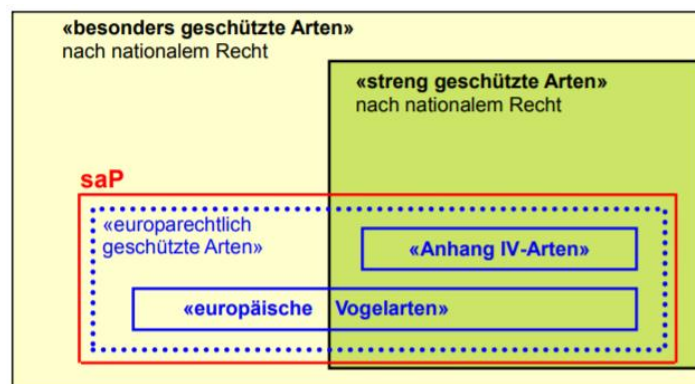 «besonders geschützte Arten»
nach nationalem Recht
«streng geschützte Arten»
nach nationalem Recht
saP
«europarechtlich
geschützte Arten»
«Anhang IV-Arten»
«europäische Vogelarten»